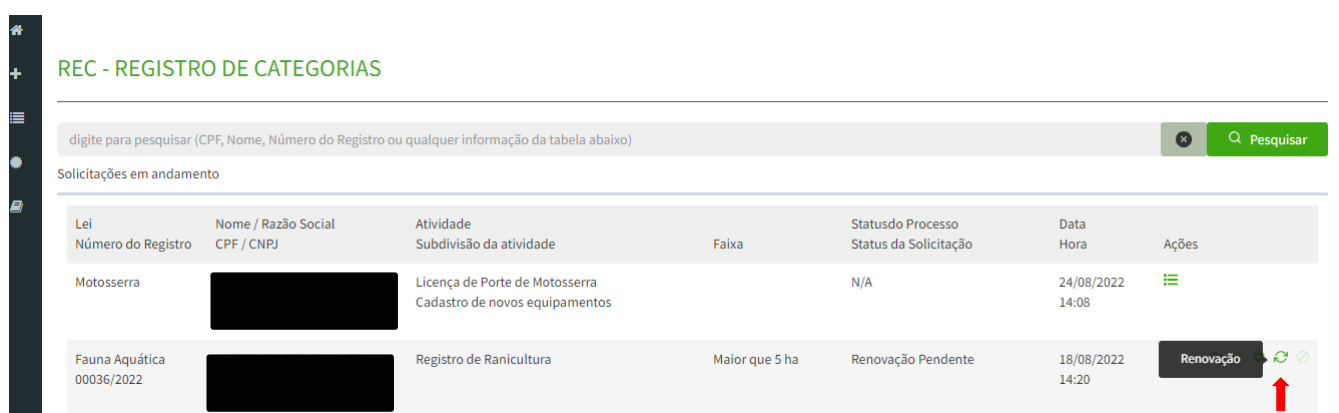 REC - REGISTRO DE CATEGORIAS
digite para pesquisar (CPF, Nome, Número do Registro ou qualquer informação da tabela abaixo)
Pesquisar
Solicitações em andamento
Lei Nome / Razão Social Atividade Statusdo Processo Data
Número do Registro CPF / CNPJ Subdivisão da atividade Faixa Status da Solicitação Hora Ações
Motosserra Licença de Porte de Motosserra N/A 24/08/2022
Cadastro de novos equipamentos 14:08
Fauna Aquática Registro de Ranicultura Maior que 5 ha Renovação Pendente 18/08/2022 Renovação
00036/2022 14:20